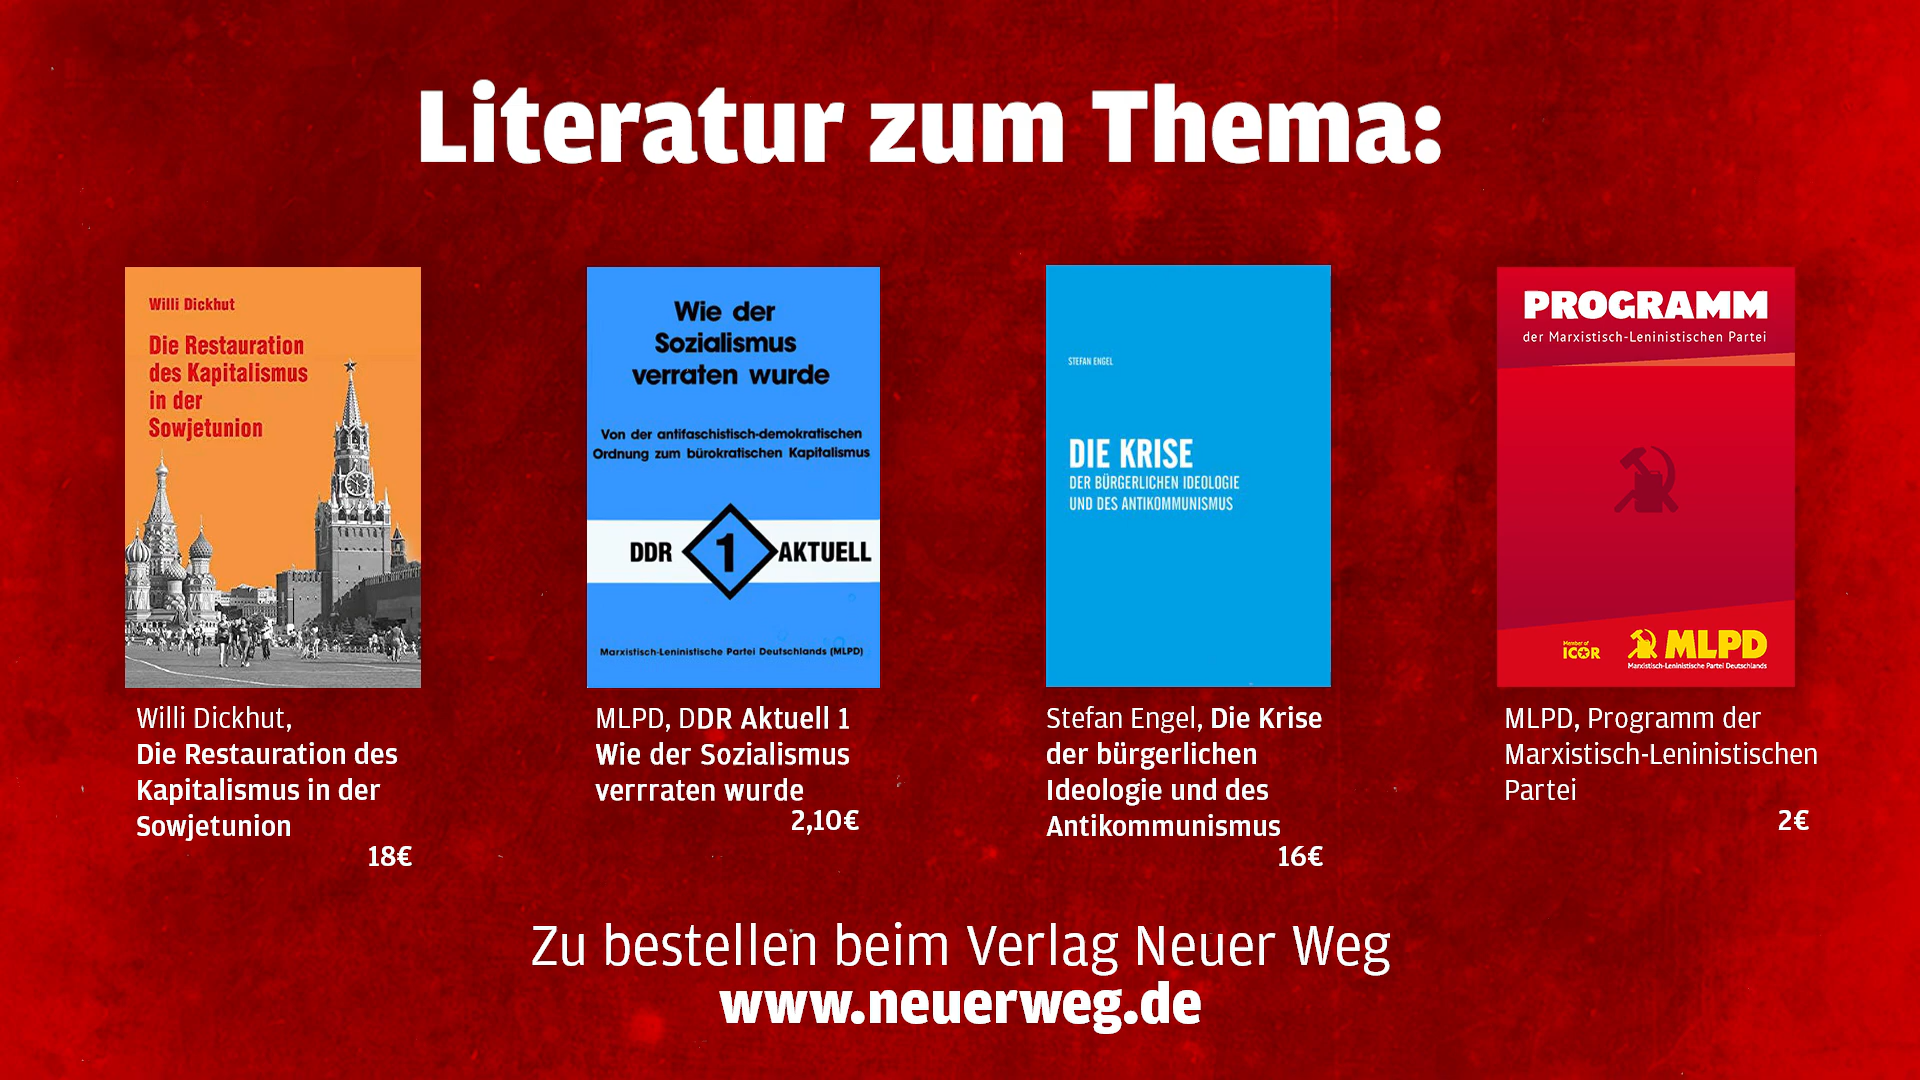 Literatur zum Thema:
Willi Dickhut
Die Restauration
des Kapitalismus
in der
Sowjetunion
Wie der
Sozialismus
verraten wurde
Von der antifaschistisch-demokratischen
Ordnung zum bürokratischen Kapitalismus
DDR 1 AKTUELL
Marxistisch-Leninistische Partei Deutschlands (MLPD)
STEFAN ENGEL
DIE KRISE
DER BÜRGERLICHEN IDEOLOGIE
UND DES ANTIKOMMUNISMUS
PROGRAMM
der Marxistisch-Leninistischen Partei
Member of
ICOR
MLPD
Marxistisch-Leninistische Partei Deutschlands
Willi Dickhut,
Die Restauration des
Kapitalismus in der
Sowjetunion
18€
MLPD, DDR Aktuell 1
Wie der Sozialismus
verrraten wurde
2,10€
Stefan Engel, Die Krise
der bürgerlichen
Ideologie und des
Antikommunismus
16€
MLPD, Programm der
Marxistisch-Leninistischen
Partei
2€
Zu bestellen beim Verlag Neuer Weg
www.neuerweg.de